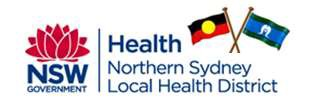 NSW
GOVERNMENT
Health
Northern Sydney
Local Health District